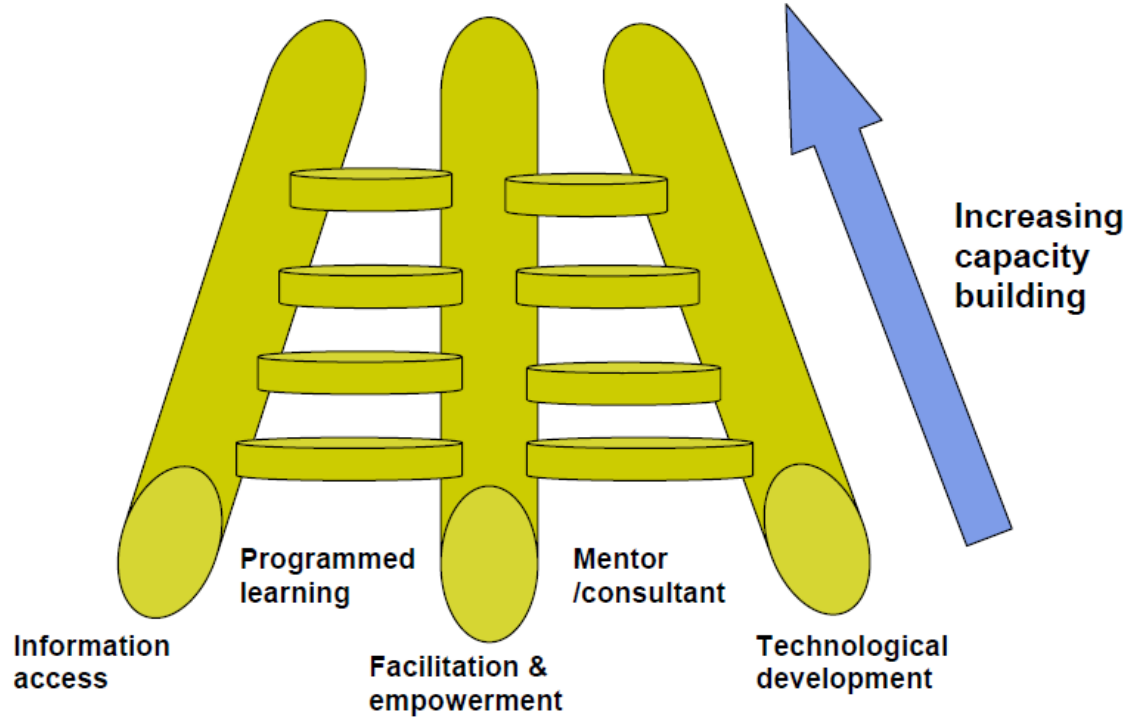 Increasing
capacity
building
Programmed
learning
Mentor
/consultant
Information
access
Facilitation &
empowerment
Technological
development